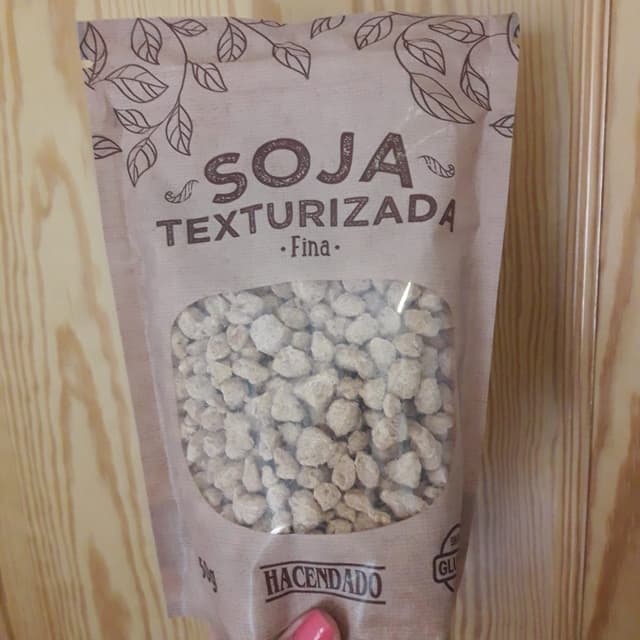 SOJA
TEXTURIZADA
·Fina·
HACENDADO